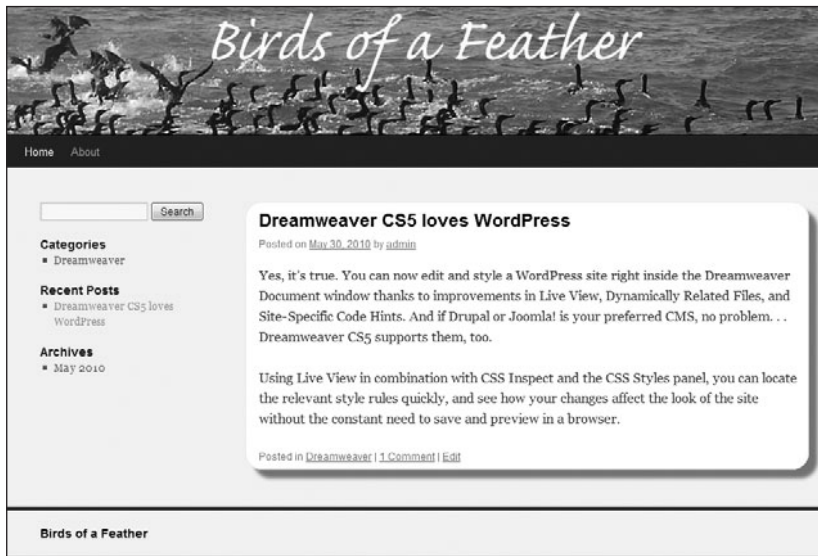 Birds of a Feather
Home About
Search
Categories
Dreamweaver
Recent Posts
Dreamweaver CS5 loves
WordPress
Archives
May 2010
Dreamweaver CS5 loves WordPress
Posted on May 30, 2010 by admin
Yes, it's true. You can now edit and style a WordPress site right inside the Dreamweaver
Document window thanks to improvements in Live View, Dynamically Related Files, and
Site-Specific Code Hints. And if Drupal or Joomla! is your preferred CMS, no problem. . .
Dreamweaver CS5 supports them, too.
Using Live View in combination with CSS Inspect and the CSS Styles panel, you can locate
the relevant style rules quickly, and see how your changes affect the look of the site
without the constant need to save and preview in a browser.
Posted in Dreamweaver | 1 Comment | Edit
Birds of a Feather